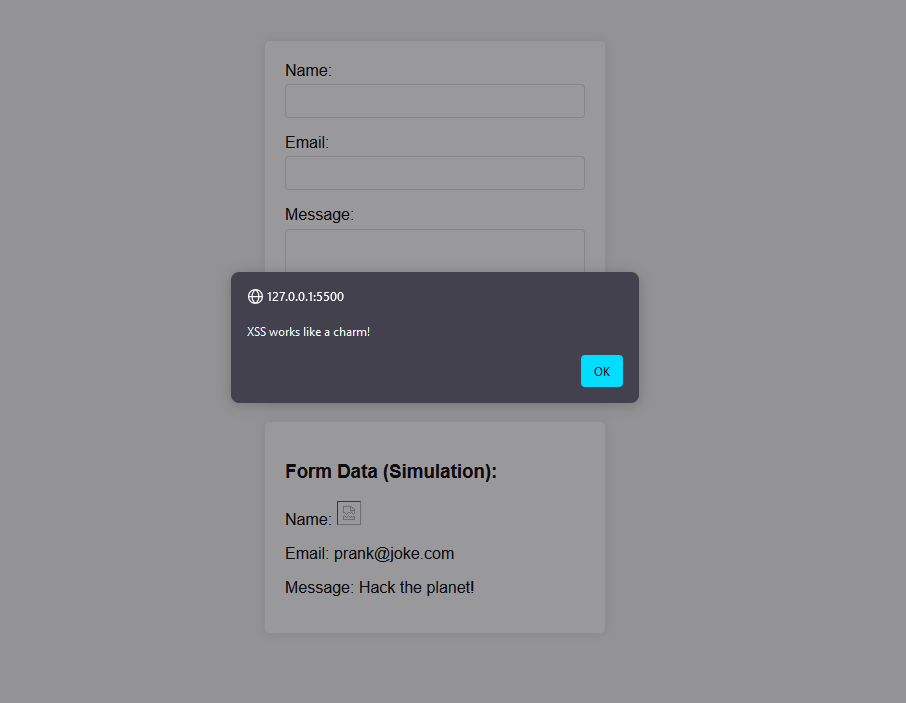 Name:
Email:
Message:
127.0.0.1:5500
XSS works like a charm!
OK
Form Data (Simulation):
Name:
Email: prank@joke.com
Message: Hack the planet!